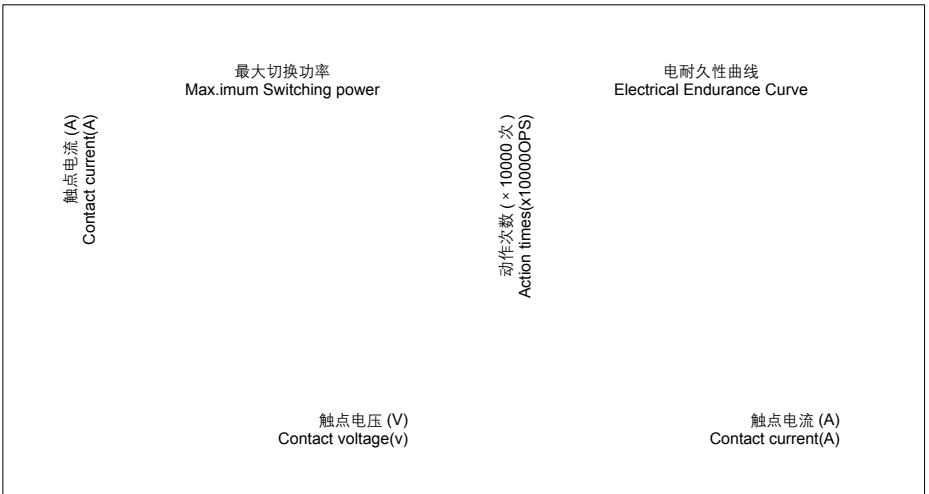 最大切换功率
Max.imum Switching power
触点电流 (A)
Contact current(A)
触点电压 (V)
Contact voltage(v)
电耐久性曲线
Electrical Endurance Curve
动作次数 ( × 10000 次 )
Action times(x10000OPS)
触点电流 (A)
Contact current(A)